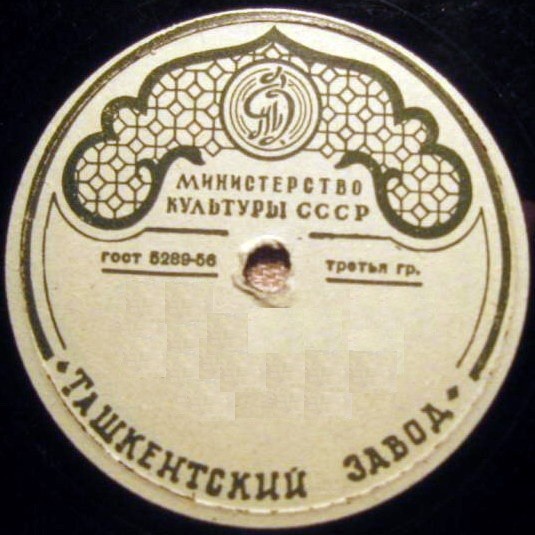 МИНИСТЕРСТВО
КУЛЬТУРЫ СССР
ГОСТ 5289-56
третья гр.
"ТАШКЕНТСКИЙ ЗАВОД"